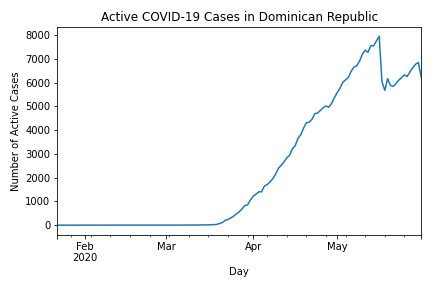 Active COVID-19 Cases in Dominican Republic
Number of Active Cases
8000
7000
6000
5000
4000
3000
2000
1000
0
Feb Mar Apr May
2020
Day